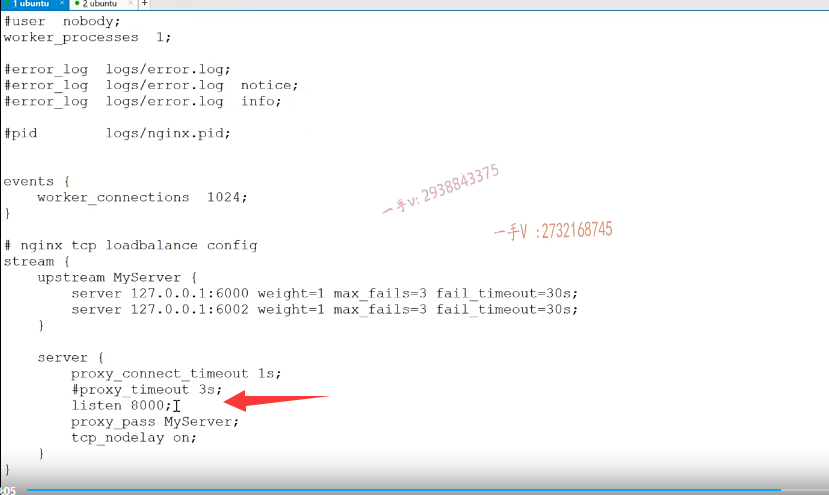 1 ubuntu × 2 ubuntu × +
#user  nobody;
worker_processes  1;
#error_log  logs/error.log;
#error_log  logs/error.log  notice;
#error_log  logs/error.log  info;
#pid        logs/nginx.pid;
events {
    worker_connections  1024;
}
一手v: 2938843375
一手V :2732168745
# nginx tcp loadbalance config
stream {
    upstream MyServer {
        server 127.0.0.1:6000 weight=1 max_fails=3 fail_timeout=30s;
        server 127.0.0.1:6002 weight=1 max_fails=3 fail_timeout=30s;
    }
    server {
        proxy_connect_timeout 1s;
        #proxy_timeout 3s;
        listen 8000;
        proxy_pass MyServer;
        tcp_nodelay on;
    }
}
:05